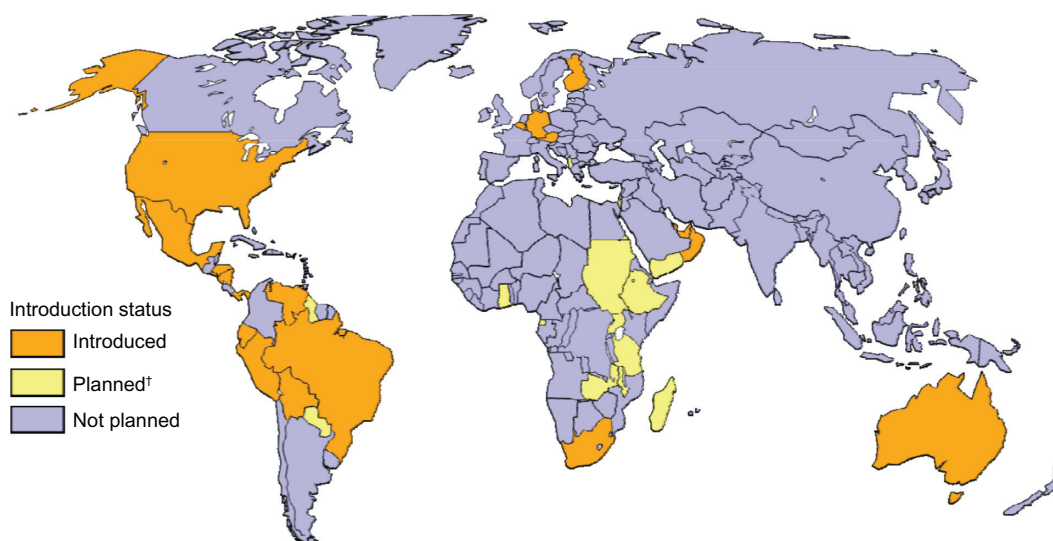 Introduction status
Introduced
Planned†
Not planned